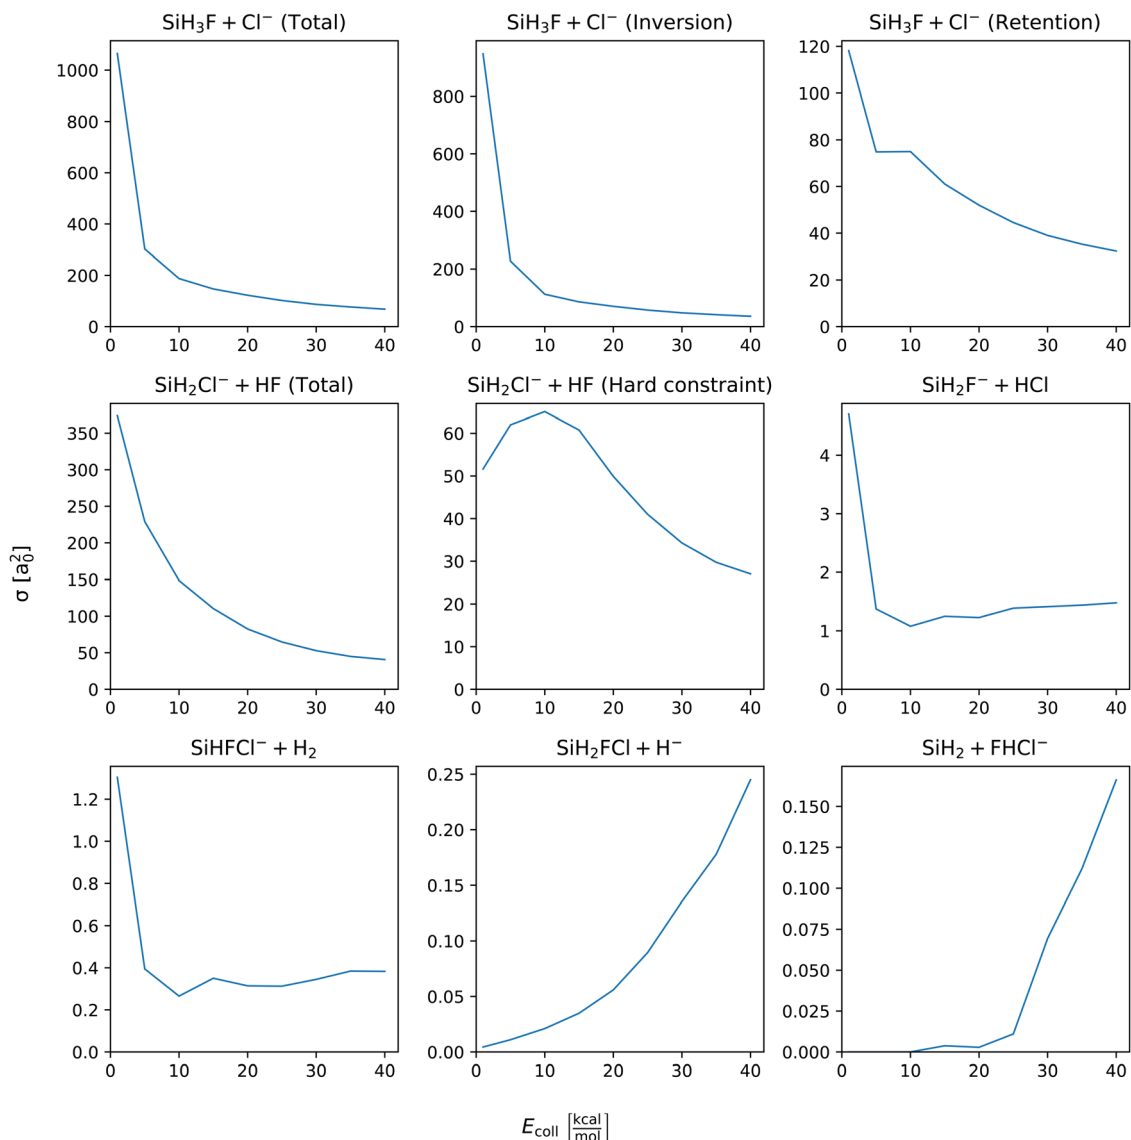 SiH₃F + Cl⁻ (Total)
SiH₃F + Cl⁻ (Inversion)
SiH₃F + Cl⁻ (Retention)
1000
800
600
400
200
0
0 10 20 30 40
800
600
400
200
0
0 10 20 30 40
120
100
80
60
40
20
0
0 10 20 30 40
SiH₂Cl⁻ + HF (Total)
SiH₂Cl⁻ + HF (Hard constraint)
SiH₂F⁻ + HCl
350
300
250
200
150
100
50
0
0 10 20 30 40
60
50
40
30
20
10
0
0 10 20 30 40
4
3
2
1
0
0 10 20 30 40
σ [a₀²]
SiHFCl⁻ + H₂
SiH₂FCl + H⁻
SiH₂ + FHCl⁻
1.2
1.0
0.8
0.6
0.4
0.2
0.0
0 10 20 30 40
0.25
0.20
0.15
0.10
0.05
0.00
0 10 20 30 40
0.150
0.125
0.100
0.075
0.050
0.025
0.000
0 10 20 30 40
E_coll [kcal/mol]